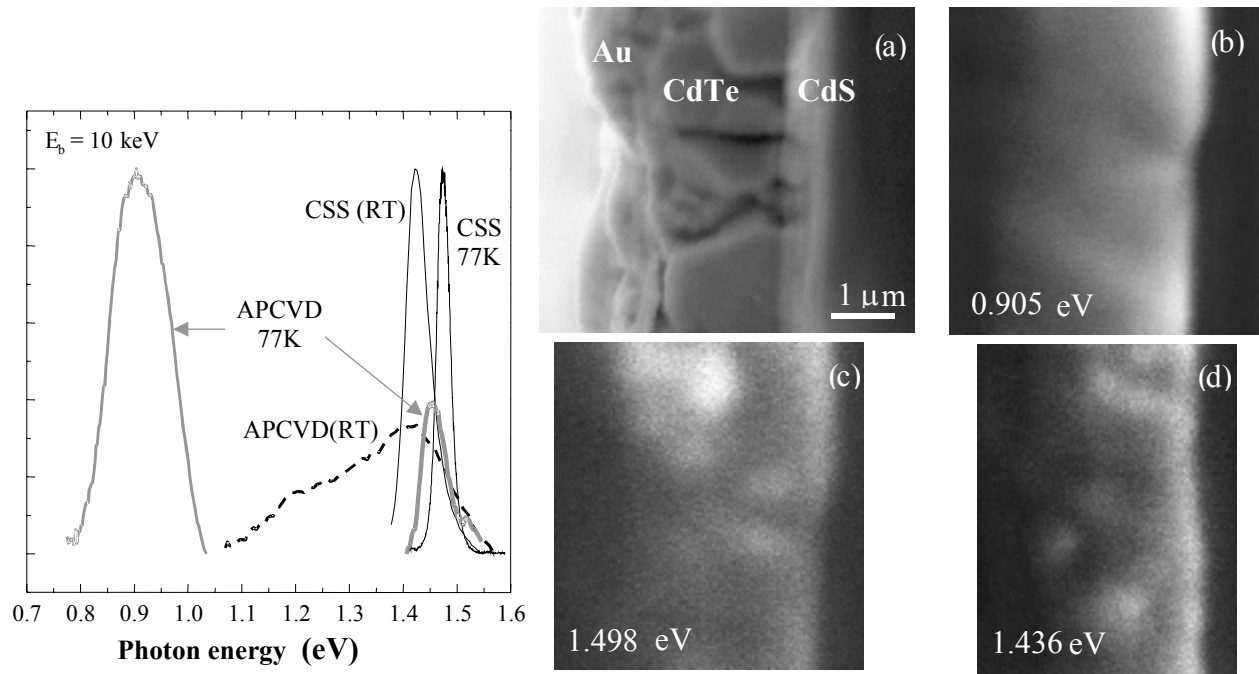 E_b = 10 keV
CSS (RT)
CSS
77K
APCVD
77K
APCVD(RT)
0.7 0.8 0.9 1.0 1.1 1.2 1.3 1.4 1.5 1.6
Photon energy (eV)
(a)
Au
CdTe
CdS
1 μm
(b)
0.905 eV
(c)
1.498 eV
(d)
1.436 eV